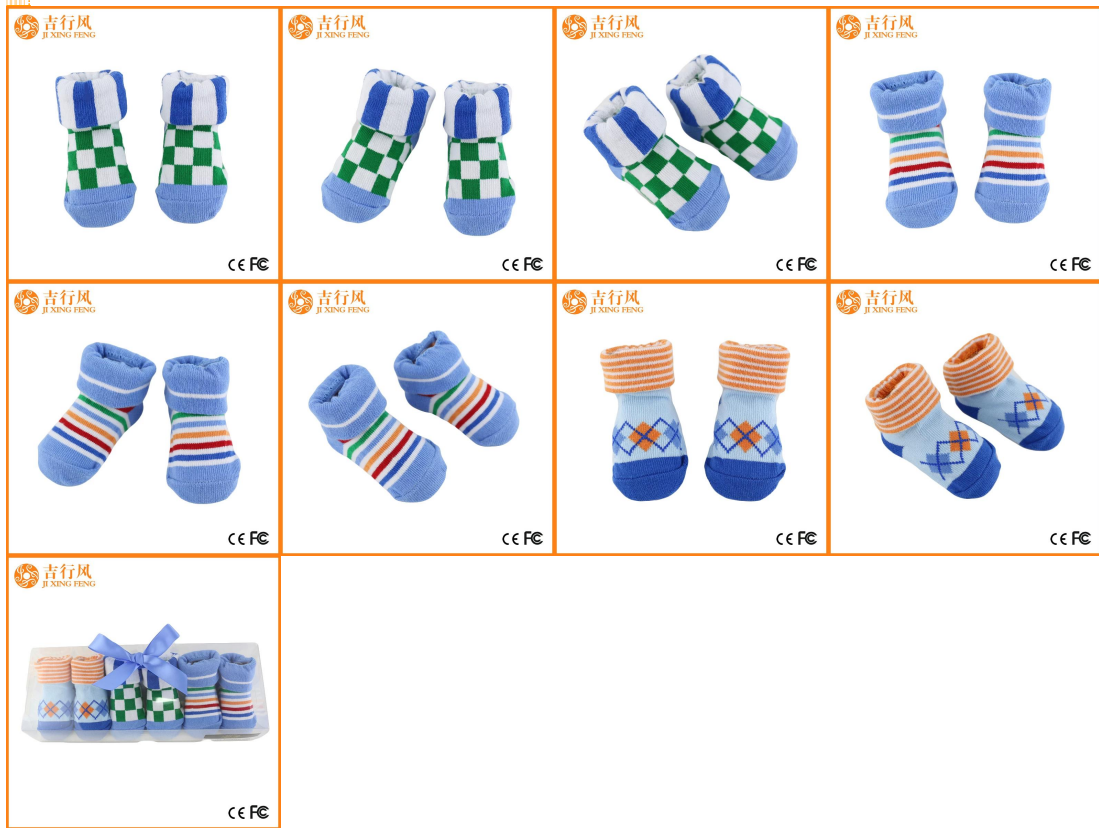 吉行风
JI XING FENG
吉行风
JI XING FENG
吉行风
JI XING FENG
吉行风
JI XING FENG
CE FC
CE FC
CE FC
CE FC
吉行风
JI XING FENG
吉行风
JI XING FENG
吉行风
JI XING FENG
吉行风
JI XING FENG
CE FC
CE FC
CE FC
CE FC
吉行风
JI XING FENG
CE FC